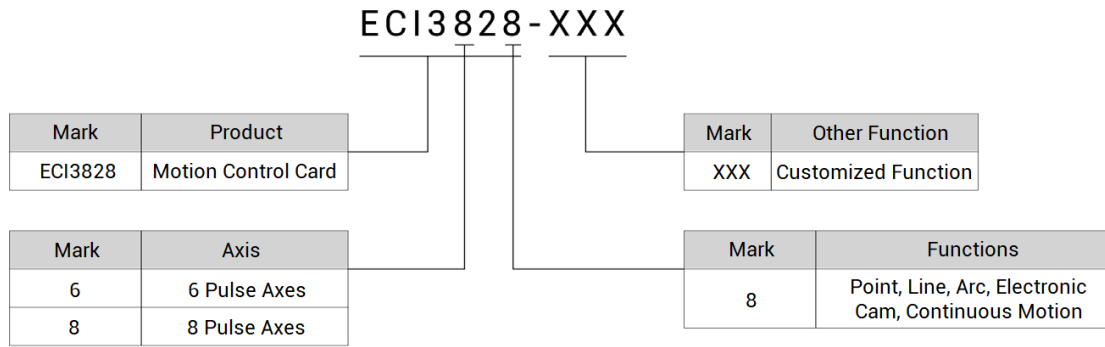 ECI3828-XXX
Mark Product
ECI3828 Motion Control Card
Mark Other Function
XXX Customized Function
Mark Axis
6 6 Pulse Axes
8 8 Pulse Axes
Mark Functions
8 Point, Line, Arc, Electronic
Cam, Continuous Motion